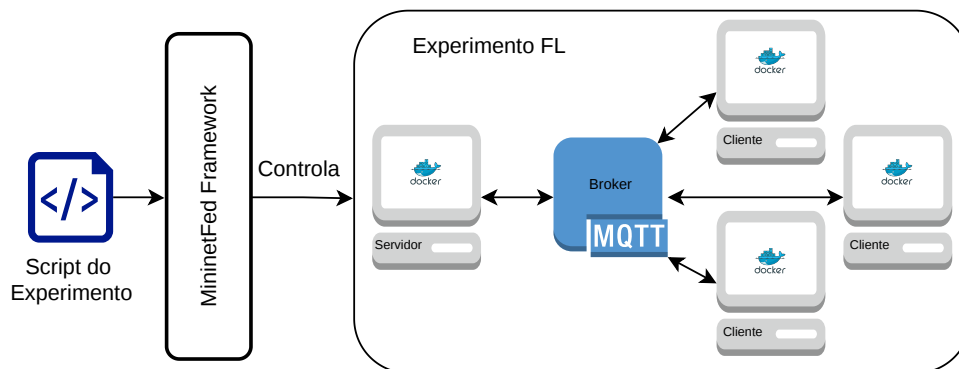 Script do
Experimento
MininetFed Framework
Controla
Experimento FL
docker
Servidor
Broker
MQTT
docker
Cliente
docker
Cliente
docker
Cliente